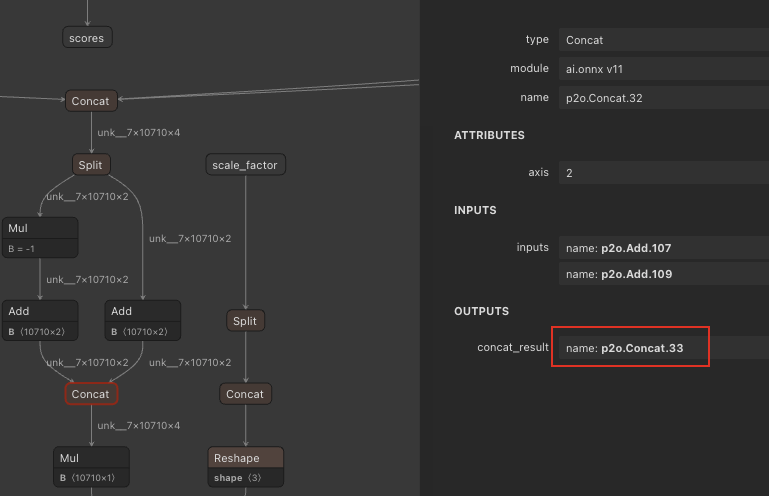 scores
Concat
unk__7×10710×4
Split
scale_factor
unk__7×10710×2
Mul
B = -1
unk__7×10710×2
unk__7×10710×2
Add
B ⟨10710×2⟩
Add
B ⟨10710×2⟩
Split
unk__7×10710×2
unk__7×10710×2
Concat
Concat
unk__7×10710×4
Mul
B ⟨10710×1⟩
Reshape
shape ⟨3⟩
type Concat
module ai.onnx v11
name p2o.Concat.32
ATTRIBUTES
axis 2
INPUTS
inputs name: p2o.Add.107
name: p2o.Add.109
OUTPUTS
concat_result name: p2o.Concat.33